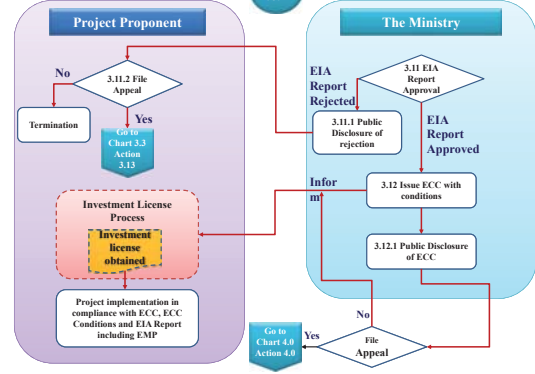 Project Proponent
The Ministry
No
3.11.2 File
Appeal
Yes
Termination
Go to
Chart 3.3
Action
3.13
Investment License
Process
Investment
license
obtained
Project implementation in
compliance with ECC, ECC
Conditions and EIA Report
including EMP
3.11 EIA
Report
Approval
EIA
Report
Rejected
3.11.1 Public
Disclosure of
rejection
EIA
Report
Approved
Infor
m
3.12 Issue ECC with
conditions
3.12.1 Public Disclosure
of ECC
No
File
Appeal
Yes
Go to
Chart 4.0
Action 4.0